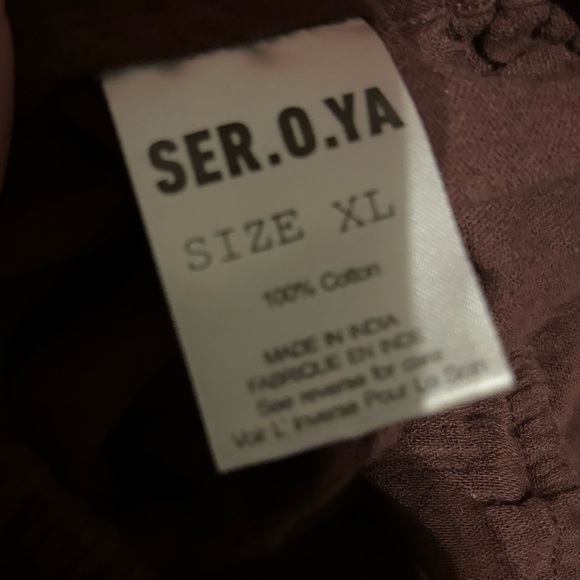 SER.O.YA
SIZE XL
100% Cotton
MADE IN INDIA
FABRIQUE EN INDE
See reverse for care
Voir L'inverse Pour Le Soin